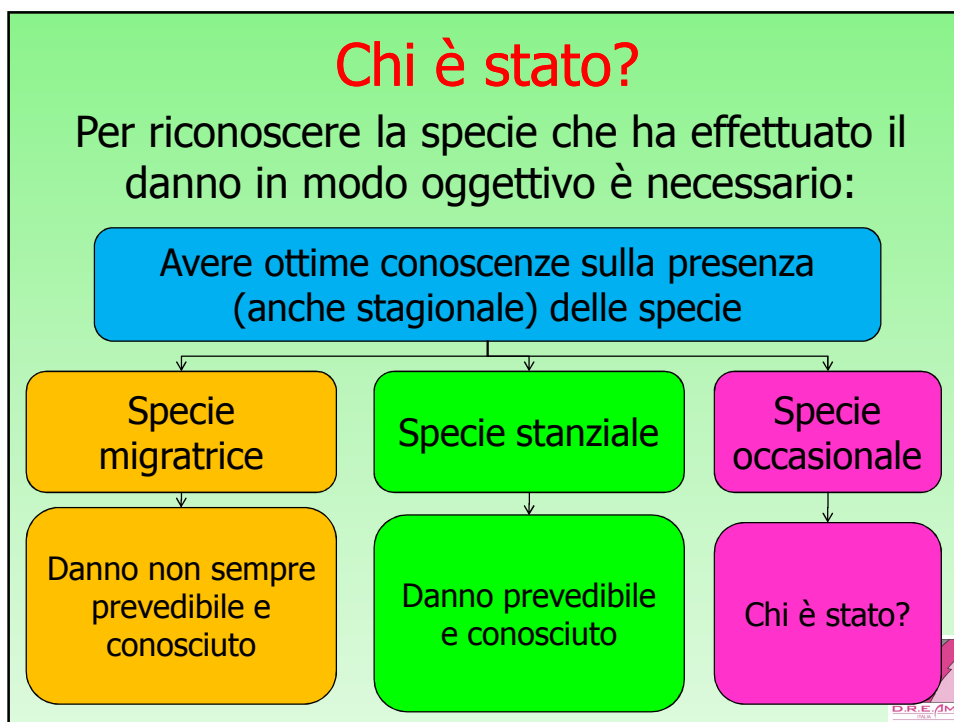 Chi è stato?
Per riconoscere la specie che ha effettuato il
danno in modo oggettivo è necessario:
Avere ottime conoscenze sulla presenza
(anche stagionale) delle specie
Specie
migratrice
Specie stanziale
Specie
occasionale
Danno non sempre
prevedibile e
conosciuto
Danno prevedibile
e conosciuto
Chi è stato?
D.R.E.AM
ITALIA